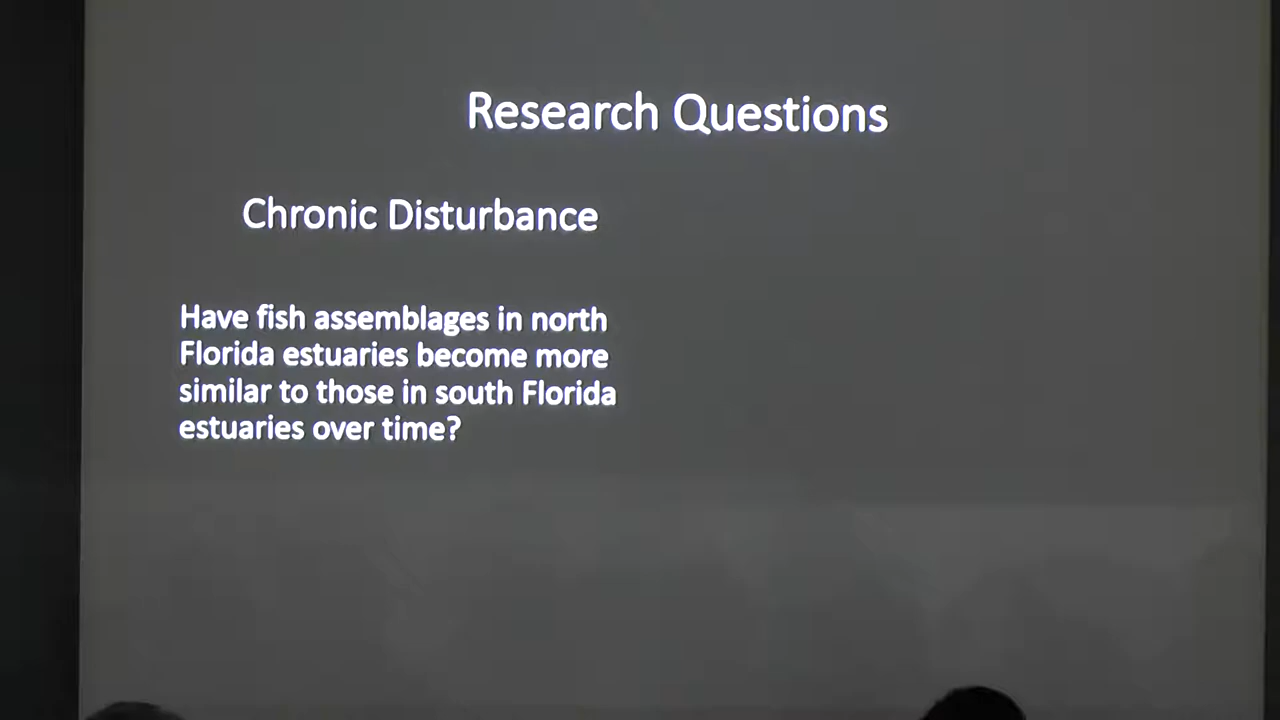 Research Questions
Chronic Disturbance
Have fish assemblages in north
Florida estuaries become more
similar to those in south Florida
estuaries over time?